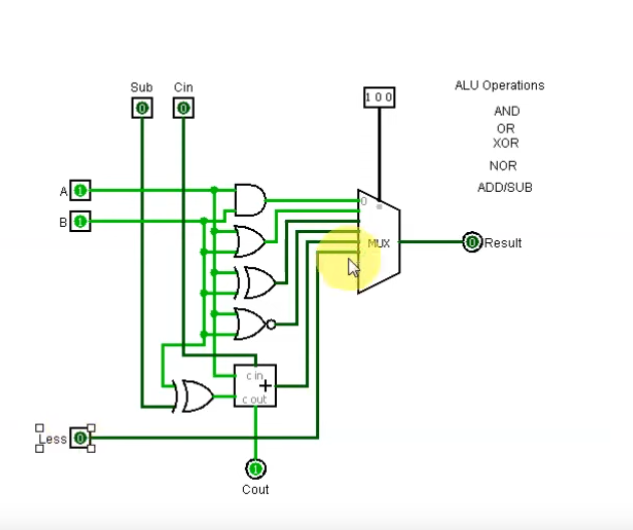 Sub Cin
0 0
1 0 0
ALU Operations
AND
OR
XOR
NOR
ADD/SUB
A 1
B 1
0
MUX
0 Result
c in
+
c out
Less 0
1
Cout